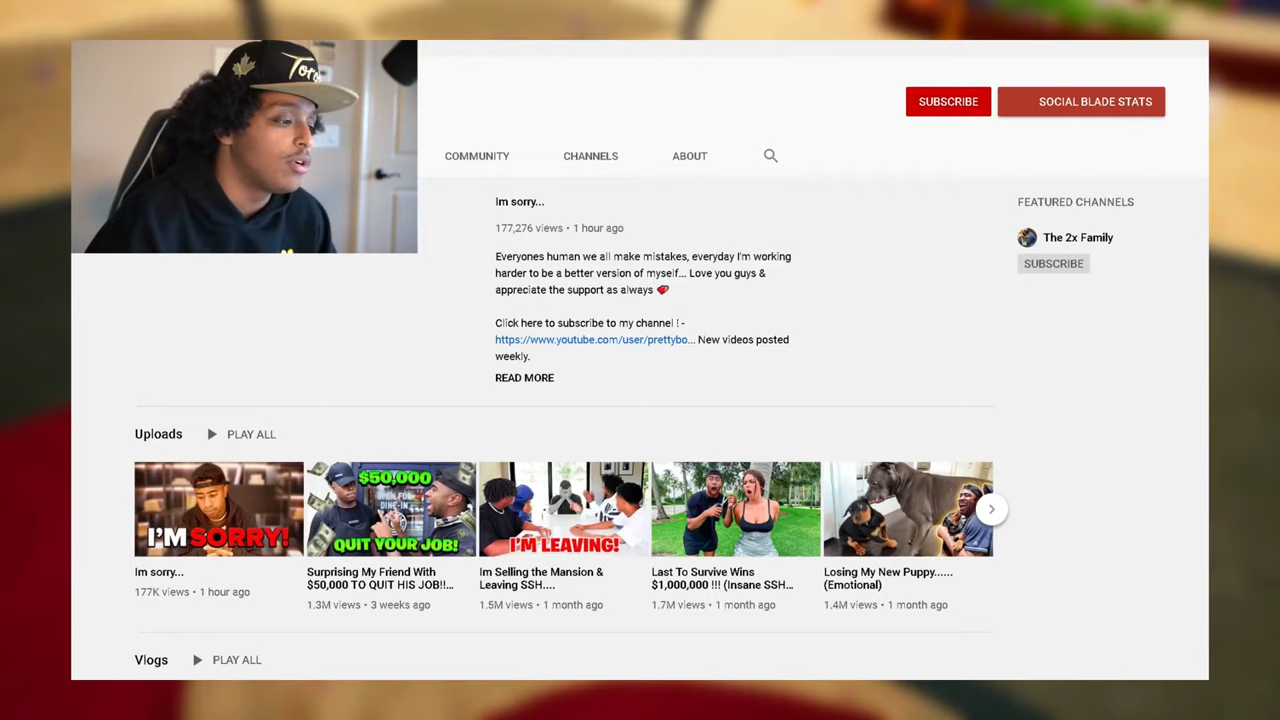 Toro
SUBSCRIBE
SOCIAL BLADE STATS
COMMUNITY
CHANNELS
ABOUT
Im sorry...
177,276 views • 1 hour ago
Everyones human we all make mistakes, everyday I'm working
harder to be a better version of myself... Love you guys &
appreciate the support as always
Click here to subscribe to my channel ! -
https://www.youtube.com/user/prettybo... New videos posted
weekly.
READ MORE
FEATURED CHANNELS
The 2x Family
SUBSCRIBE
Uploads
PLAY ALL
I'M SORRY!
$50,000
OPEN FOR
DINE-IN
QUIT YOUR JOB!
I'M LEAVING!
Im sorry...
177K views • 1 hour ago
Surprising My Friend With
$50,000 TO QUIT HIS JOB!!...
1.3M views • 3 weeks ago
Im Selling the Mansion &
Leaving SSH....
1.5M views • 1 month ago
Last To Survive Wins
$1,000,000 !!! (Insane SSH...
1.7M views • 1 month ago
Losing My New Puppy......
(Emotional)
1.4M views • 1 month ago
Vlogs
PLAY ALL